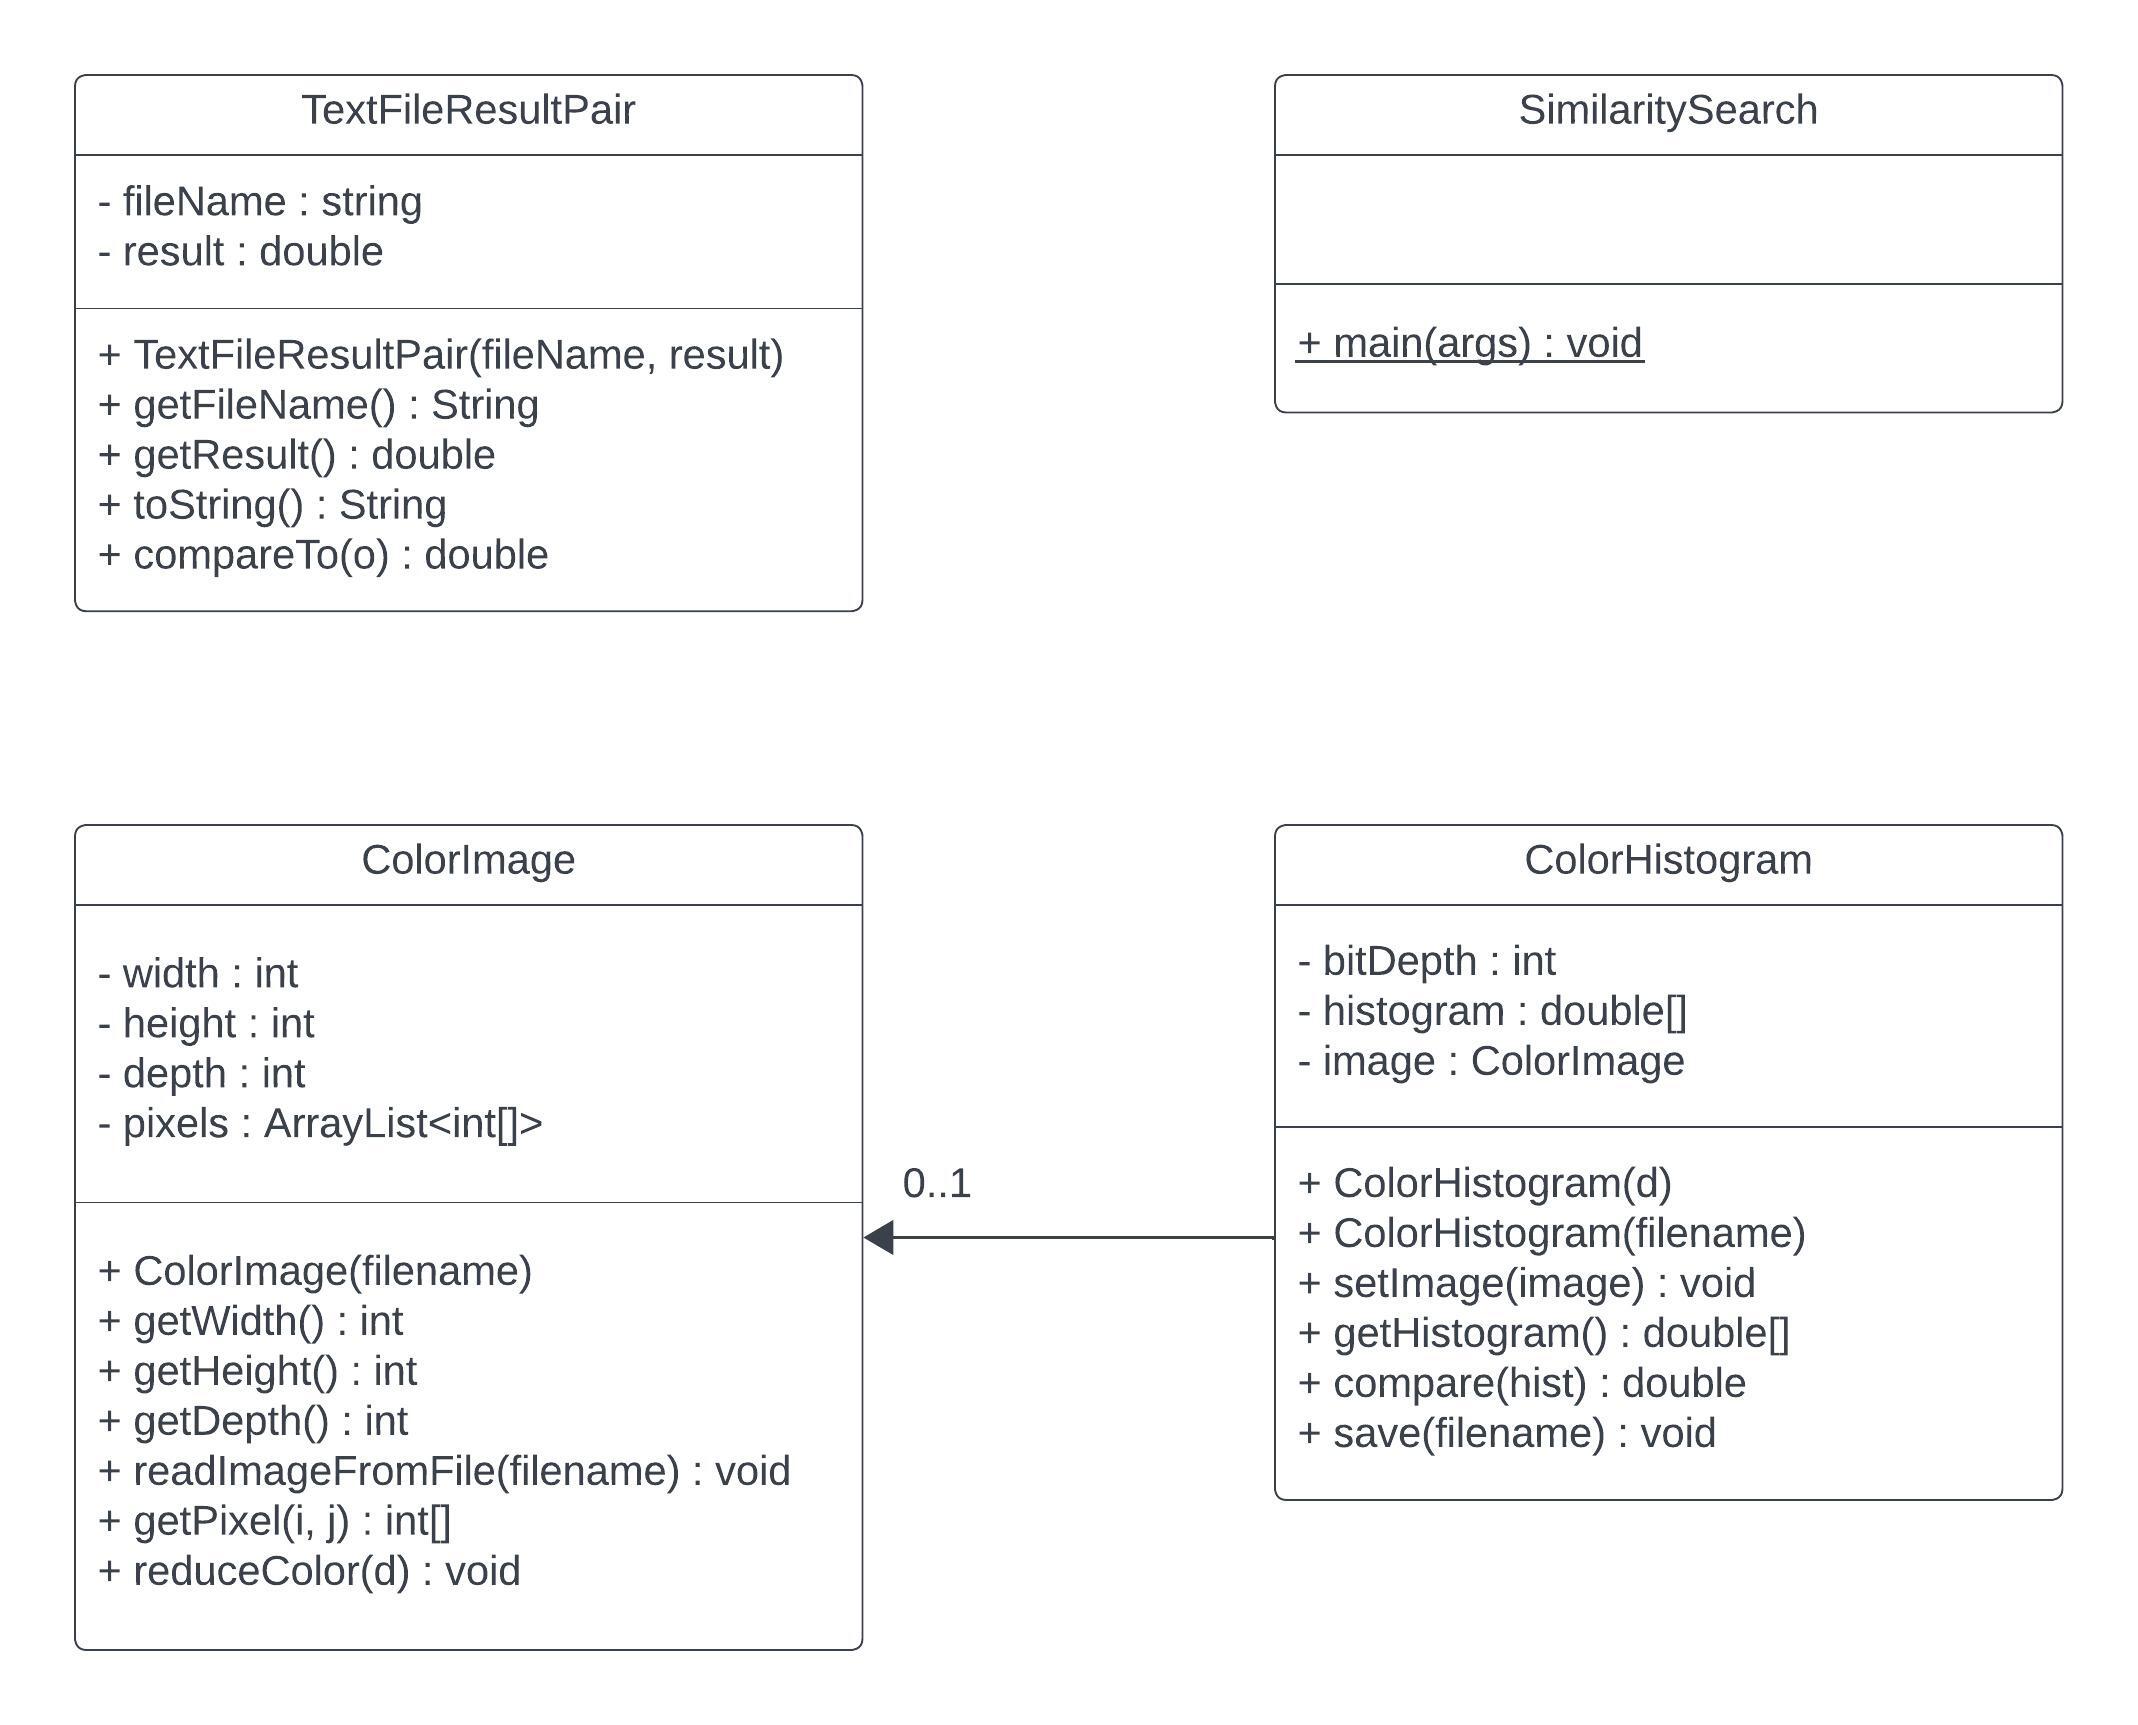 TextFileResultPair
- fileName : string
- result : double
+ TextFileResultPair(fileName, result)
+ getFileName() : String
+ getResult() : double
+ toString() : String
+ compareTo(o) : double
SimilaritySearch
+ main(args) : void
ColorImage
- width : int
- height : int
- depth : int
- pixels : ArrayList<int[]>
+ ColorImage(filename)
+ getWidth() : int
+ getHeight() : int
+ getDepth() : int
+ readImageFromFile(filename) : void
+ getPixel(i, j) : int[]
+ reduceColor(d) : void
0..1
ColorHistogram
- bitDepth : int
- histogram : double[]
- image : ColorImage
+ ColorHistogram(d)
+ ColorHistogram(filename)
+ setImage(image) : void
+ getHistogram() : double[]
+ compare(hist) : double
+ save(filename) : void